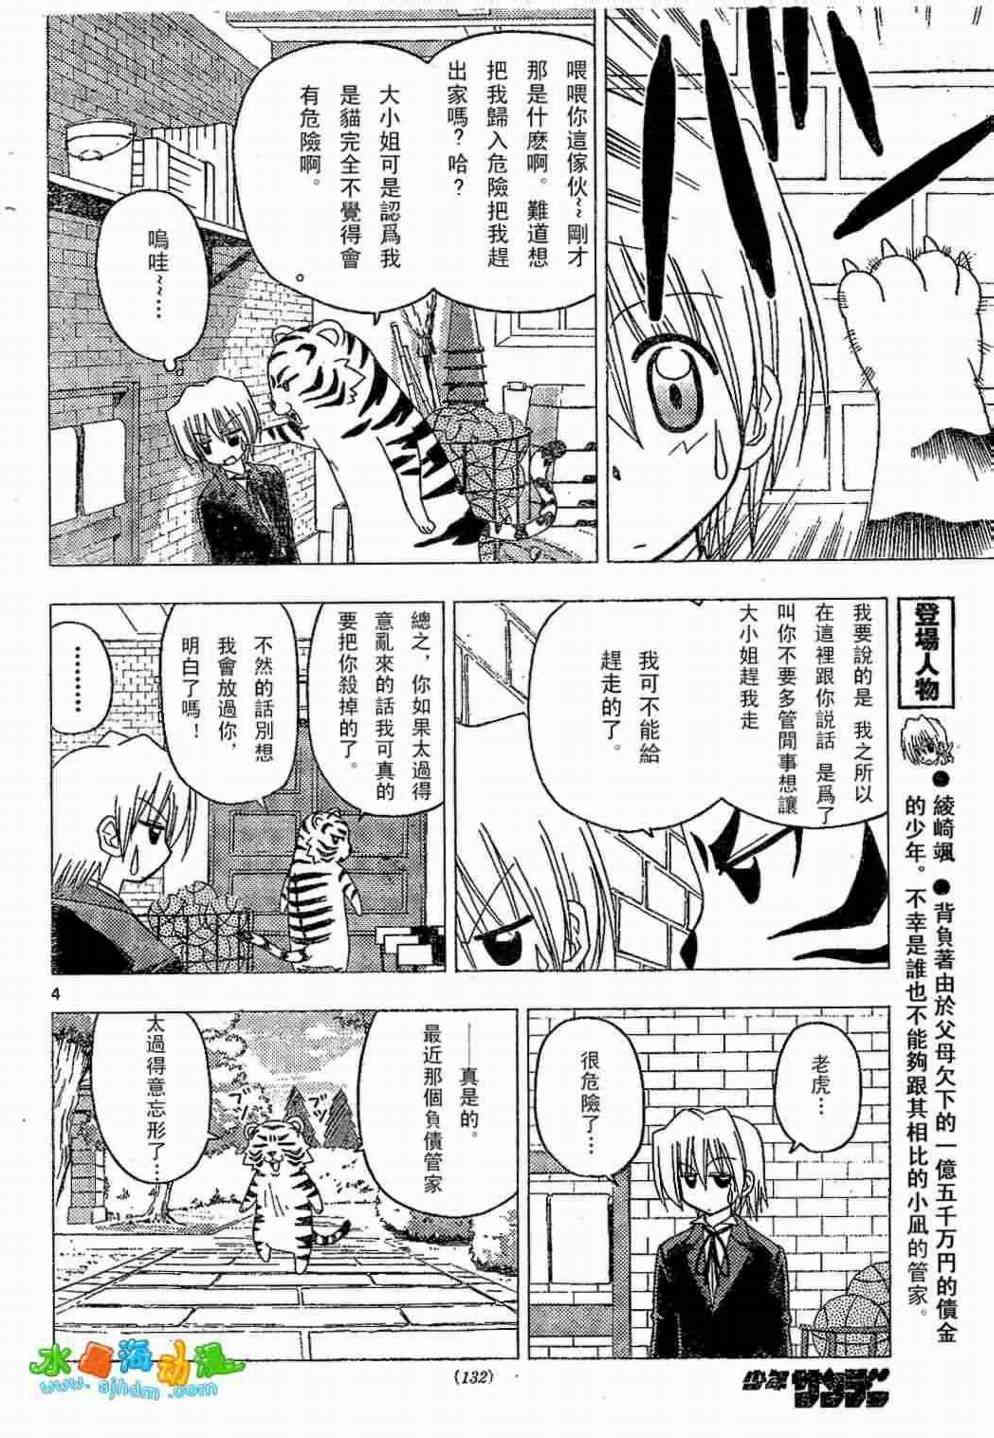 喂喂你這傢伙~~剛才
那是什麼啊。難道想
把我歸入危險把我趕
出家嗎？哈？
大小姐可是認爲我
是貓完全不覺得會
有危險啊。
嗚哇~~…
登場人物
●綾崎颯 ●背負著由於父母欠下的一億五千万円的債金
的少年。不幸是誰也不能夠跟其相比的小凪的管家。
我要說的是 我之所以
在這裡跟你說話 是爲了
叫你不要多管閒事想讓
大小姐趕我走
我可不能給
趕走的了。
總之，你如果太過得
意亂來的話我可真的
要把你殺掉的了。
不然的話別想
我會放過你，
明白了嗎！
………
4
老虎…
很危險了…
——真是的。
最近那個負債管家
プッ
プッ
太過得意忘形了…
水晶海动漫
www.sjhdm.com
(132)
少年サンデー